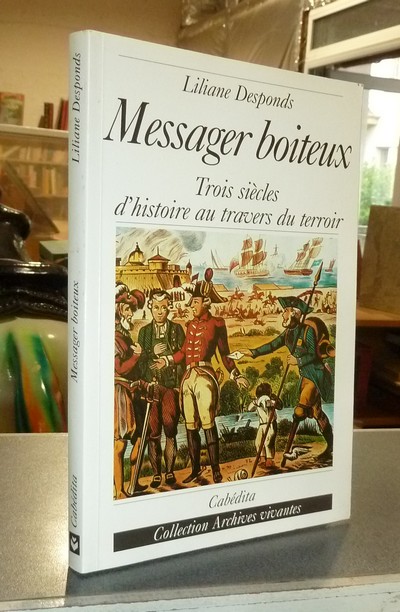 Liliane Desponds
Messager boiteux
Trois siècles
d'histoire au travers du terroir
Cabédita
Collection Archives vivantes
Liliane Desponds
Messager boiteux
Cabédita